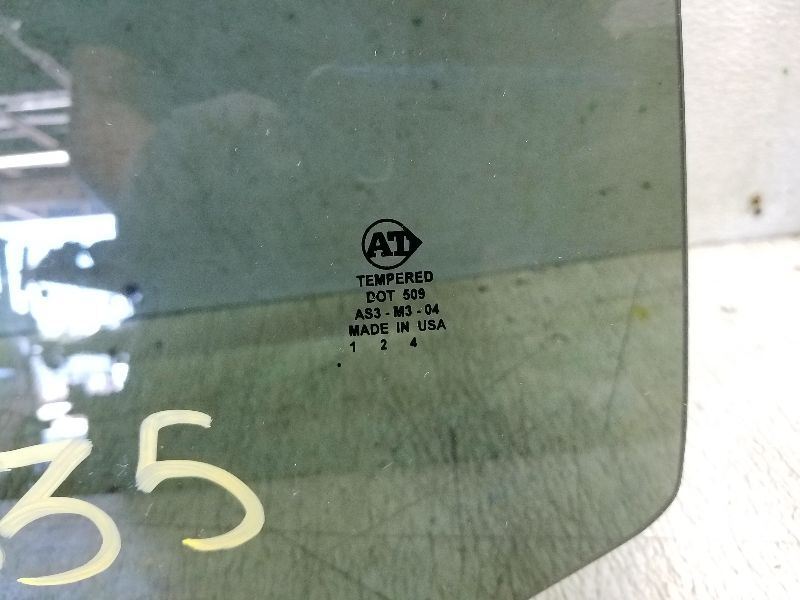 AT
TEMPERED
DOT 509
AS3 - M3 - 04
MADE IN USA
1 2 4
35